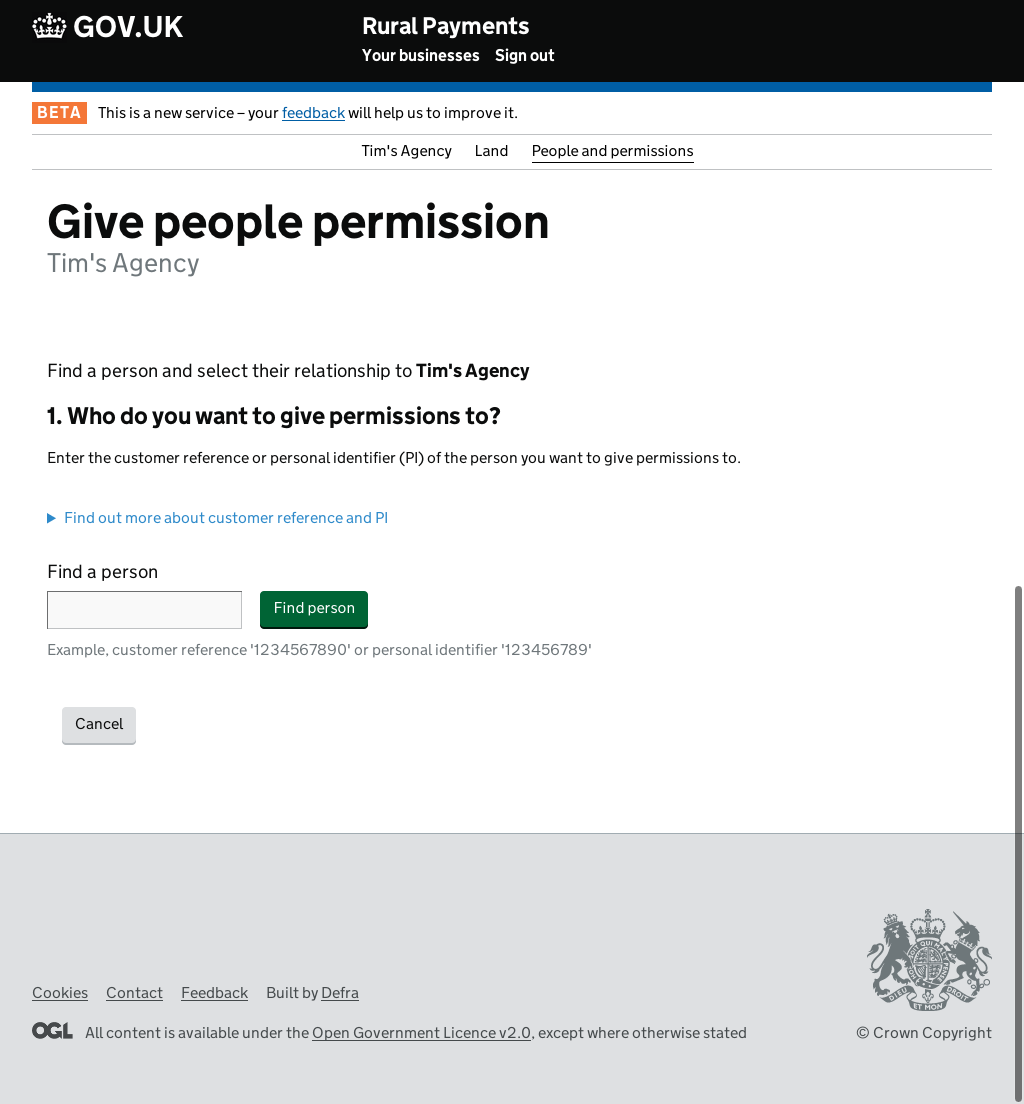 GOV.UK
Rural Payments
Your businesses Sign out
BETA This is a new service – your feedback will help us to improve it.
Tim's Agency Land People and permissions
Give people permission
Tim's Agency
Find a person and select their relationship to Tim's Agency
1. Who do you want to give permissions to?
Enter the customer reference or personal identifier (PI) of the person you want to give permissions to.
Find out more about customer reference and PI
Find a person
Find person
Example, customer reference '1234567890' or personal identifier '123456789'
Cancel
DIEU ET MON DROIT
Cookies Contact Feedback Built by Defra
OGL All content is available under the Open Government Licence v2.0, except where otherwise stated
© Crown Copyright